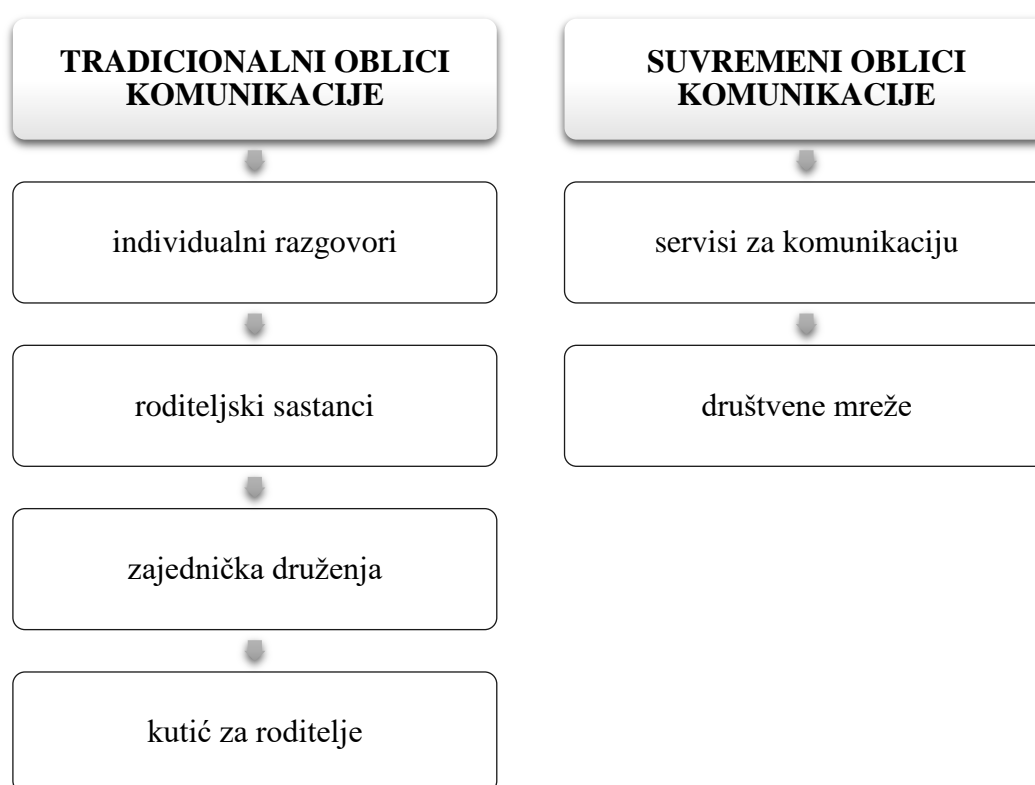 TRADICIONALNI OBLICI
KOMUNIKACIJE
individualni razgovori
roditeljski sastanci
zajednička druženja
kutić za roditelje
SUVREMENI OBLICI
KOMUNIKACIJE
servisi za komunikaciju
društvene mreže